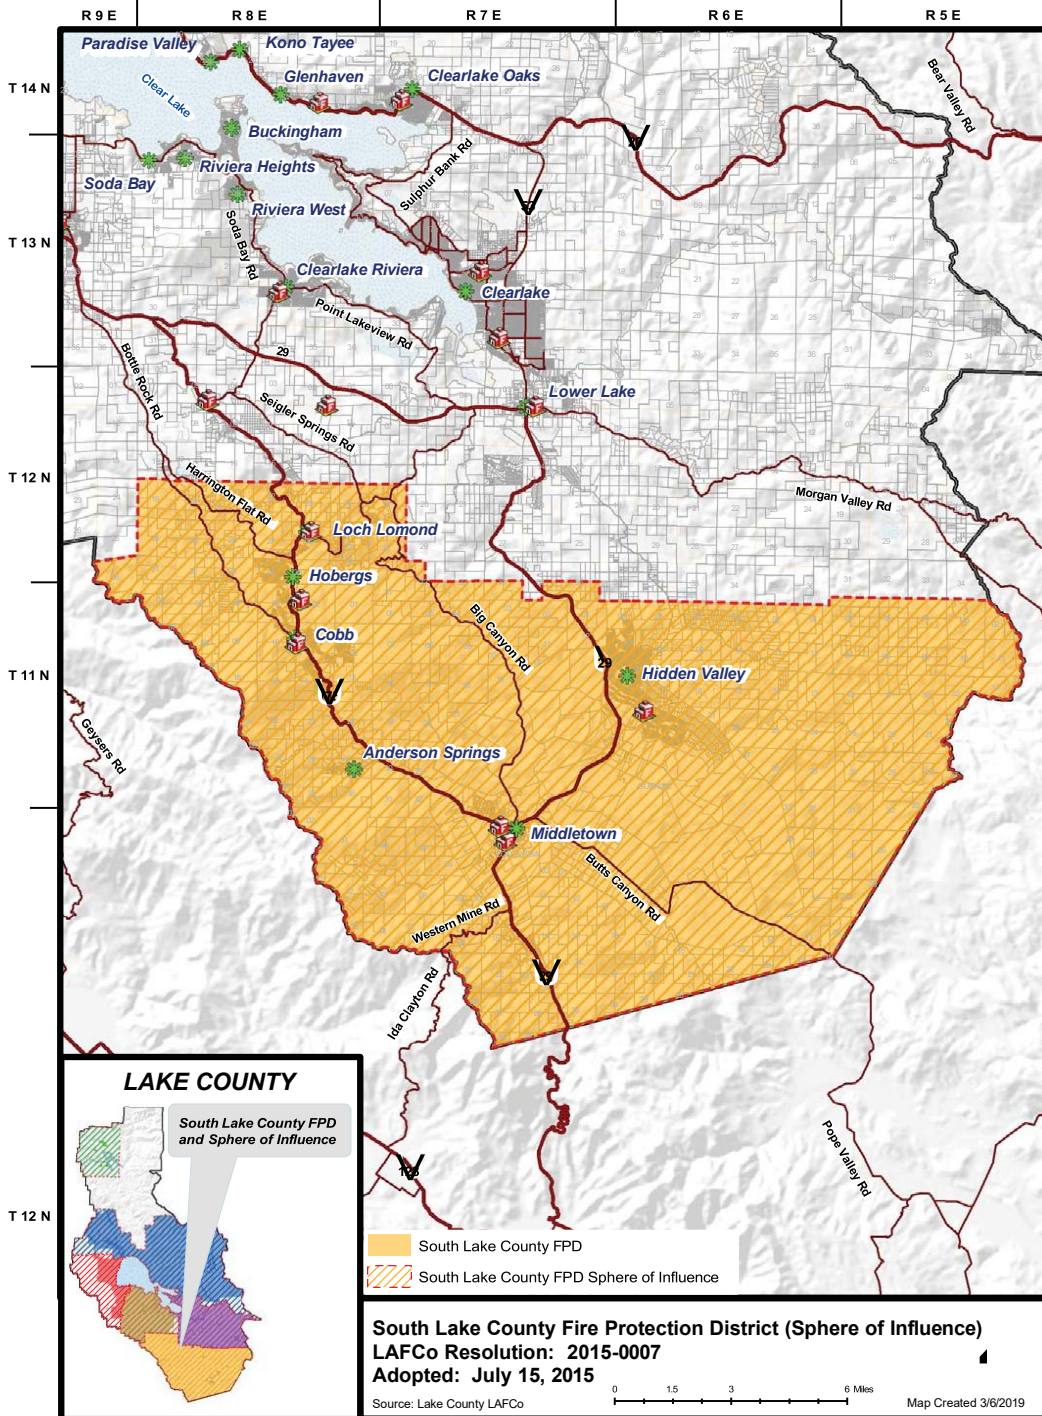 R 9 E
R 8 E
R 7 E
R 6 E
R 5 E
T 14 N
T 13 N
T 12 N
T 11 N
T 12 N
Paradise Valley
Kono Tayee
Clear Lake
Glenhaven
Clearlake Oaks
Bear Valley Rd
Buckingham
20
Sulphur Bank Rd
Riviera Heights
Soda Bay
Riviera West
53
Soda Bay Rd
Clearlake Riviera
Clearlake
Point Lakeview Rd
29
Bottle Rock Rd
Lower Lake
Seigler Springs Rd
Harrington Flat Rd
Morgan Valley Rd
Loch Lomond
Hobergs
Big Canyon Rd
Cobb
29
Hidden Valley
Geysers Rd
Anderson Springs
Middletown
Butts Canyon Rd
Western Mine Rd
Ida Clayton Rd
Pope Valley Rd
LAKE COUNTY
South Lake County FPD
and Sphere of Influence
South Lake County FPD
South Lake County FPD Sphere of Influence
South Lake County Fire Protection District (Sphere of Influence)
LAFCo Resolution: 2015-0007
Adopted: July 15, 2015
0 1.5 3 6 Miles
Source: Lake County LAFCo
Map Created 3/6/2019